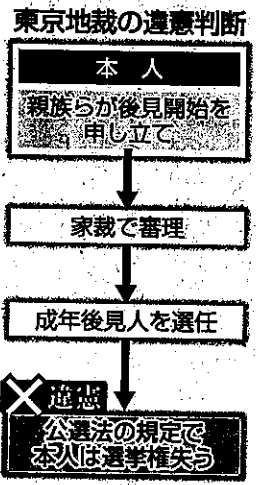 東京地裁の違憲判断
本人
親族らが後見開始を
申し立て
家裁で審理
成年後見人を選任
違憲
公選法の規定で
本人は選挙権失う